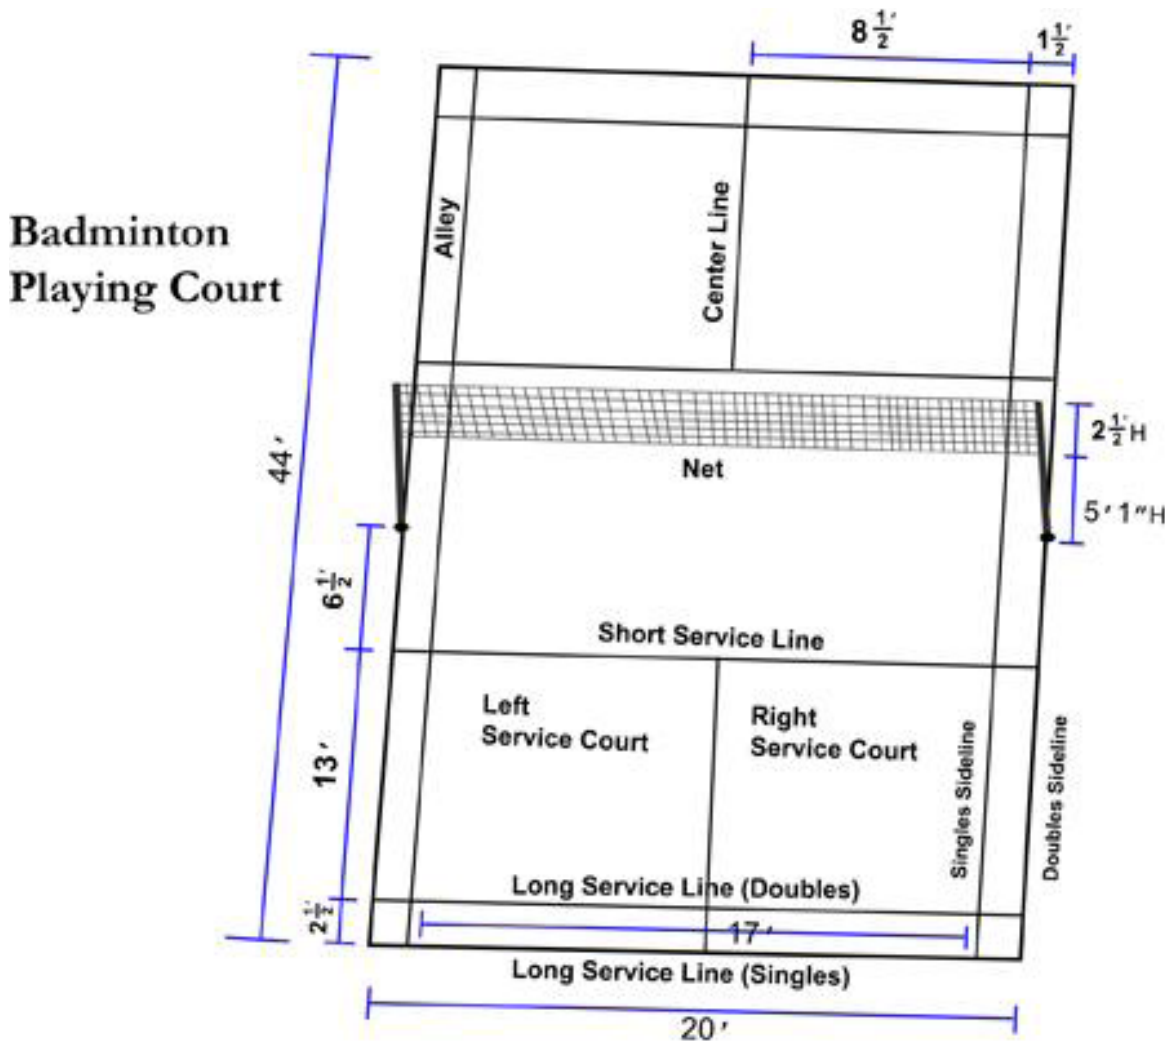 8 1/2'
1 1/2'
Badminton
Playing Court
Alley
Center Line
44'
2 1/2' H
Net
5' 1"H
6 1/2'
Short Service Line
Left
Service Court
Right
Service Court
13'
Singles Sideline
Doubles Sideline
Long Service Line (Doubles)
2 1/2'
17'
Long Service Line (Singles)
20'